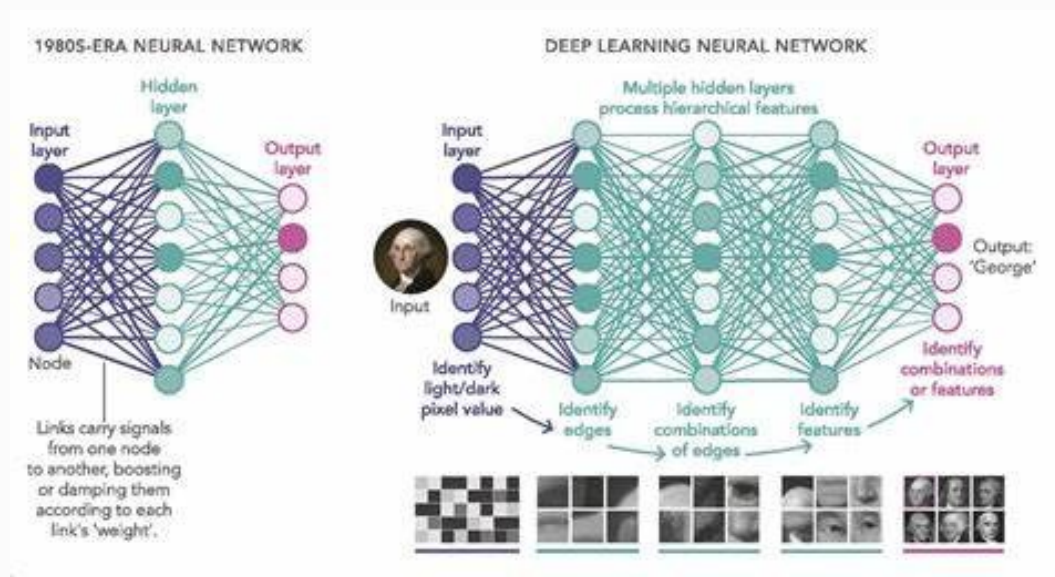 1980S-ERA NEURAL NETWORK
Hidden
layer
Input
layer
Output
layer
Node
Links carry signals
from one node
to another, boosting
or damping them
according to each
link's 'weight'.
DEEP LEARNING NEURAL NETWORK
Multiple hidden layers
process hierarchical features
Input
layer
Output
layer
Input
Output:
'George'
Identify
light/dark
pixel value
Identify
edges
Identify
combinations
of edges
Identify
features
Identify
combinations
or features